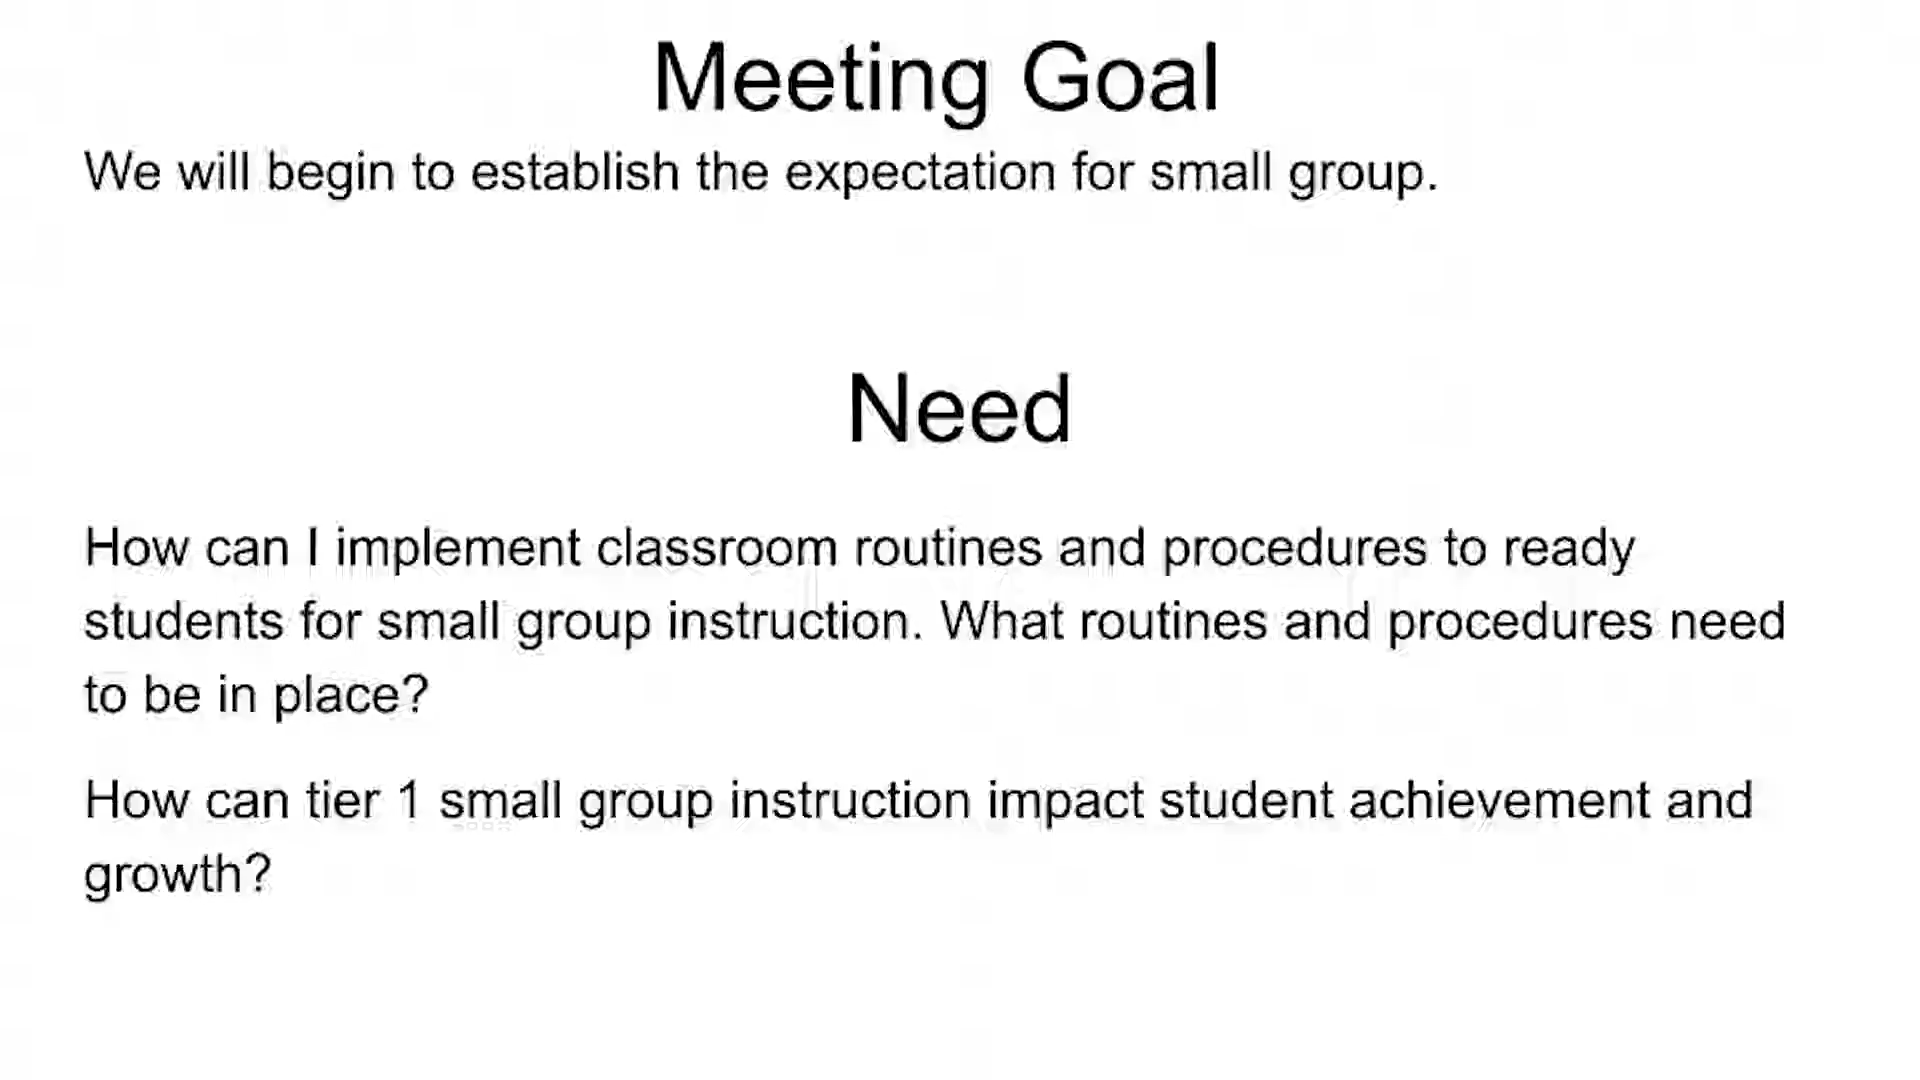 Meeting Goal
We will begin to establish the expectation for small group.
Need
How can I implement classroom routines and procedures to ready
students for small group instruction. What routines and procedures need
to be in place?
How can tier 1 small group instruction impact student achievement and
growth?